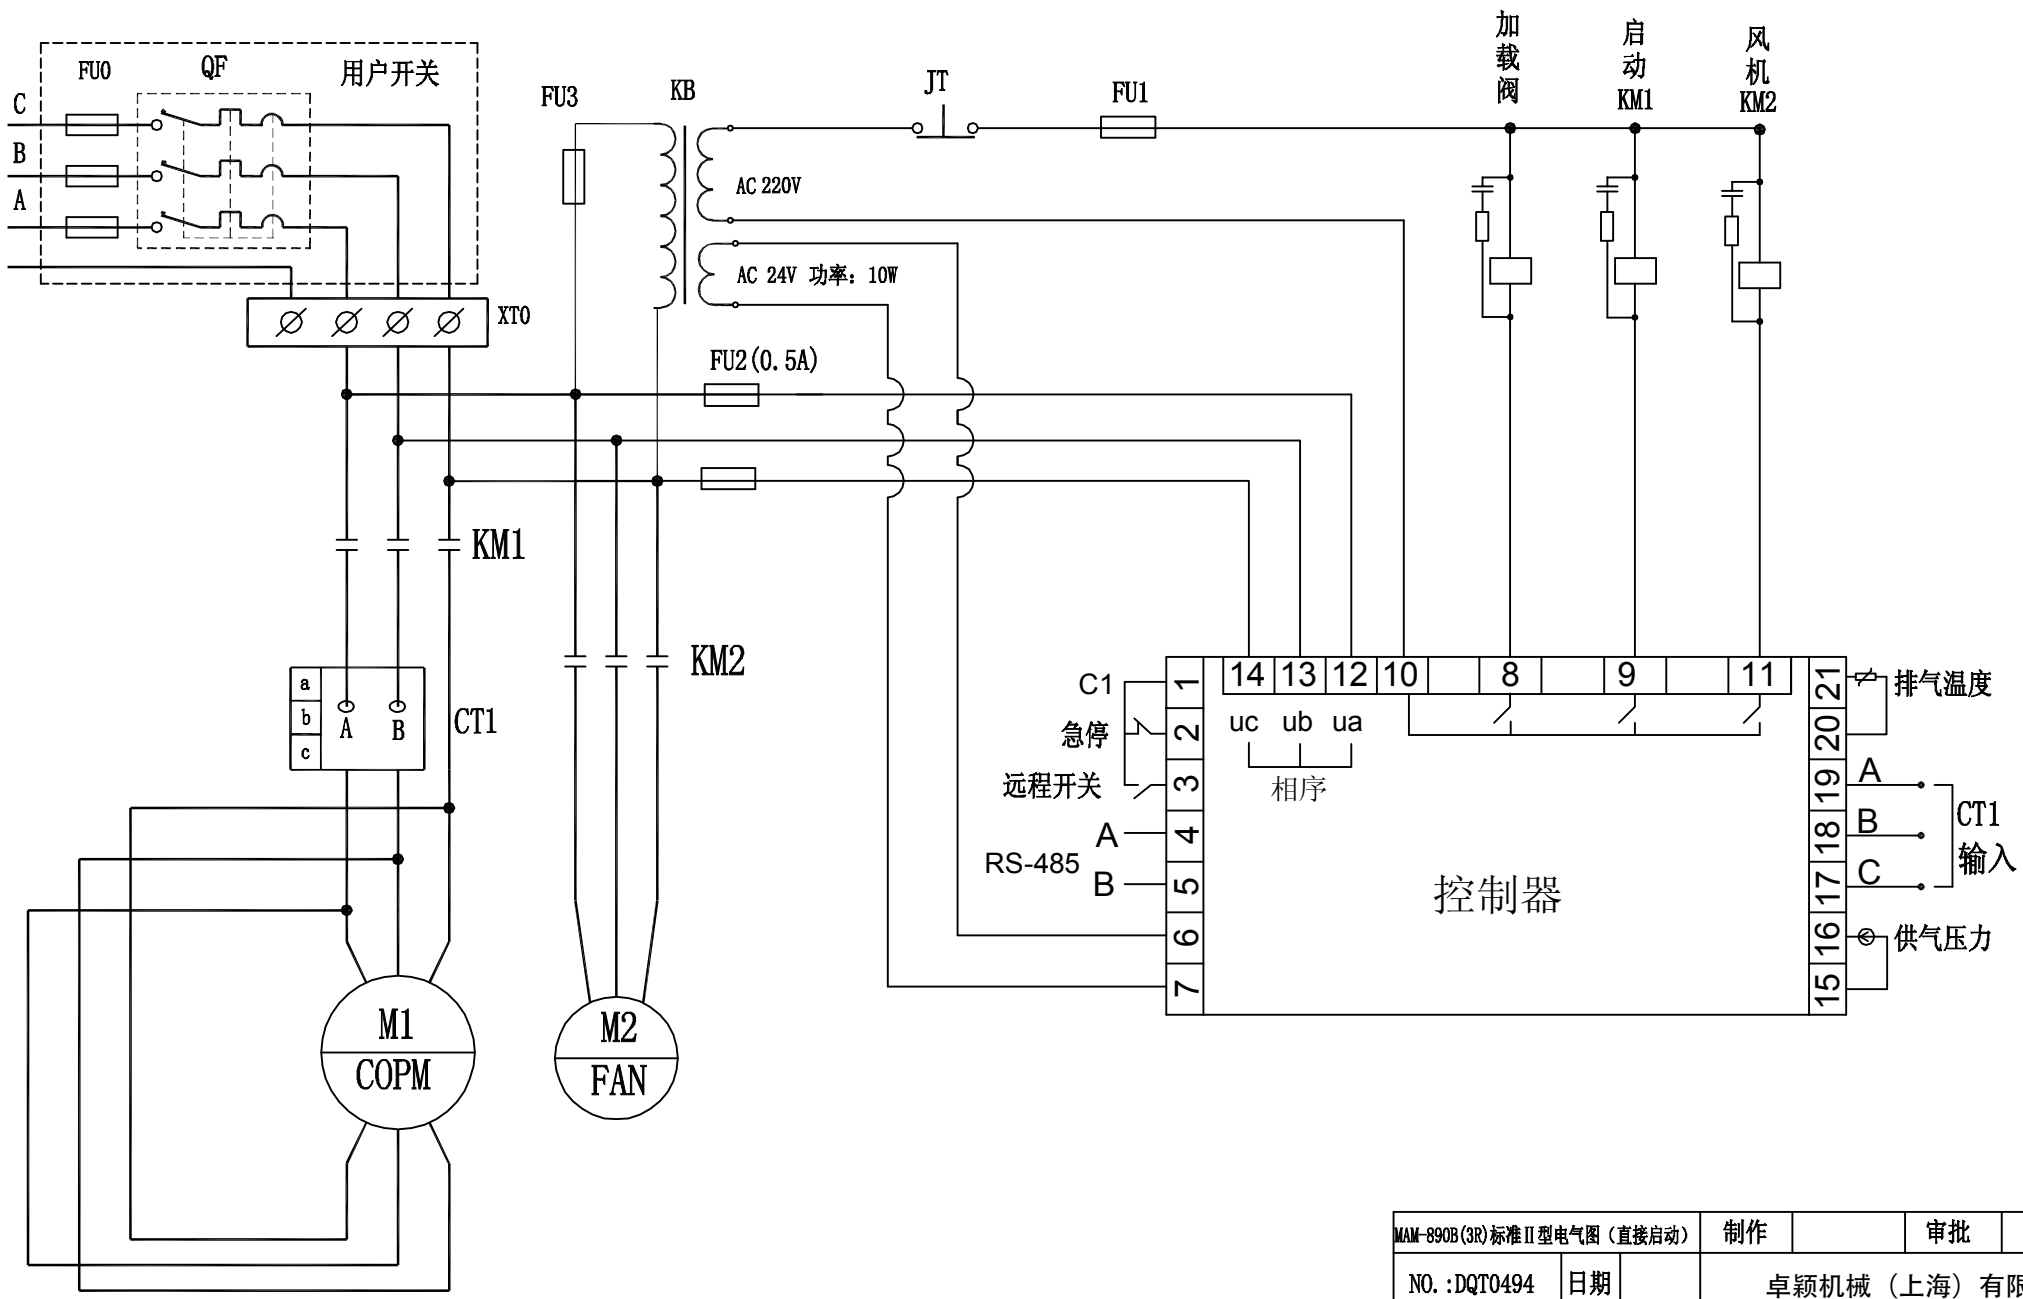 FU0
QF
用户开关
C
B
A
XT0
FU3
KB
JT
FU1
加载阀
启动
KM1
风机
KM2
AC 220V
AC 24V 功率: 10W
FU2(0.5A)
KM1
KM2
a
b
c
A
B
CT1
M1
COPM
M2
FAN
C1
急停
远程开关
A
RS-485
B
1
2
3
4
5
6
7
14
13
12
10
8
9
11
uc
ub
ua
相序
控制器
21
20
19
18
17
16
15
排气温度
A
B
C
CT1
输入
供气压力
MAM-890B(3R)标准II型电气图（直接启动）
制作
审批
NO.:DQT0494
日期
卓颖机械（上海）有限